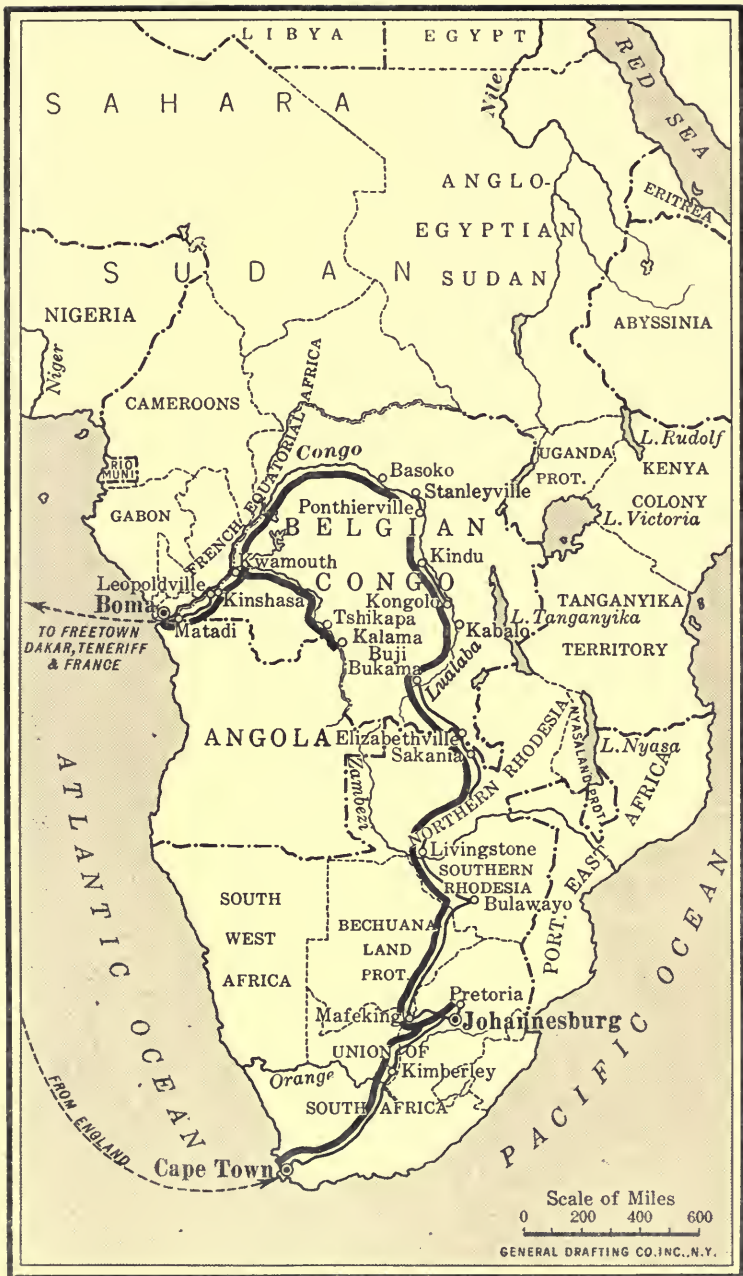 LIBYA
EGYPT
RED SEA
Nile
SAHARA
ANGLO-
EGYPTIAN
SUDAN
ERITREA
SUDAN
NIGERIA
Niger
ABYSSINIA
CAMEROONS
FRENCH EQUATORIAL AFRICA
RIO
MUNI
GABON
Congo
Basoko
Stanleyville
Ponthierville
UGANDA
PROT.
L. Rudolf
KENYA
COLONY
L. Victoria
BELGIAN
CONGO
Kwamouth
Kindu
Leopoldville
Boma
Kinshasa
Matadi
Kongolo
Kabalo
L. Tanganyika
TANGANYIKA
TERRITORY
TO FREETOWN
DAKAR, TENERIFF
& FRANCE
Tshikapa
Kalama
Buji
Bukama
Lualaba
ANGOLA
Elizabethville
Sakania
Zambezi
NORTHERN RHODESIA
NYASALAND PROT.
L. Nyasa
PORT. EAST AFRICA
Livingstone
SOUTHERN
RHODESIA
Bulawayo
SOUTH
WEST
AFRICA
BECHUANA
LAND
PROT.
Pretoria
Mafeking
Johannesburg
UNION OF
SOUTH AFRICA
Orange
Kimberley
ATLANTIC OCEAN
PACIFIC OCEAN
FROM ENGLAND
Cape Town
Scale of Miles
0 200 400 600
GENERAL DRAFTING CO. INC., N.Y.